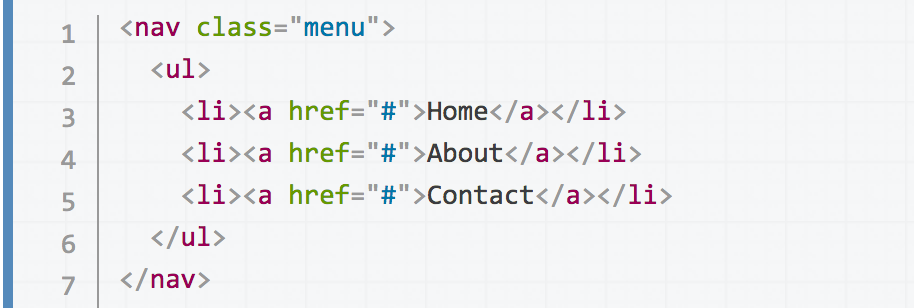 1 <nav class="menu">
2   <ul>
3     <li><a href="#">Home</a></li>
4     <li><a href="#">About</a></li>
5     <li><a href="#">Contact</a></li>
6   </ul>
7 </nav>